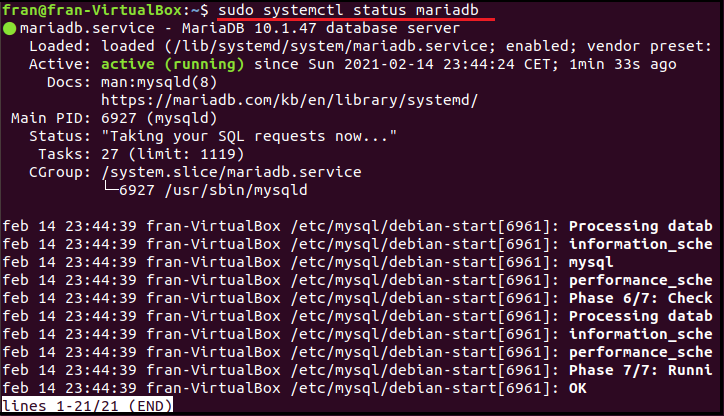 fran@fran-VirtualBox:~$ sudo systemctl status mariadb
● mariadb.service - MariaDB 10.1.47 database server
   Loaded: loaded (/lib/systemd/system/mariadb.service; enabled; vendor preset:
   Active: active (running) since Sun 2021-02-14 23:44:24 CET; 1min 33s ago
     Docs: man:mysqld(8)
           https://mariadb.com/kb/en/library/systemd/
 Main PID: 6927 (mysqld)
   Status: "Taking your SQL requests now..."
    Tasks: 27 (limit: 1119)
   CGroup: /system.slice/mariadb.service
           └─6927 /usr/sbin/mysqld

feb 14 23:44:39 fran-VirtualBox /etc/mysql/debian-start[6961]: Processing datab
feb 14 23:44:39 fran-VirtualBox /etc/mysql/debian-start[6961]: information_sche
feb 14 23:44:39 fran-VirtualBox /etc/mysql/debian-start[6961]: mysql
feb 14 23:44:39 fran-VirtualBox /etc/mysql/debian-start[6961]: performance_sche
feb 14 23:44:39 fran-VirtualBox /etc/mysql/debian-start[6961]: Phase 6/7: Check
feb 14 23:44:39 fran-VirtualBox /etc/mysql/debian-start[6961]: Processing datab
feb 14 23:44:39 fran-VirtualBox /etc/mysql/debian-start[6961]: information_sche
feb 14 23:44:39 fran-VirtualBox /etc/mysql/debian-start[6961]: performance_sche
feb 14 23:44:39 fran-VirtualBox /etc/mysql/debian-start[6961]: Phase 7/7: Runni
feb 14 23:44:39 fran-VirtualBox /etc/mysql/debian-start[6961]: OK
lines 1-21/21 (END)